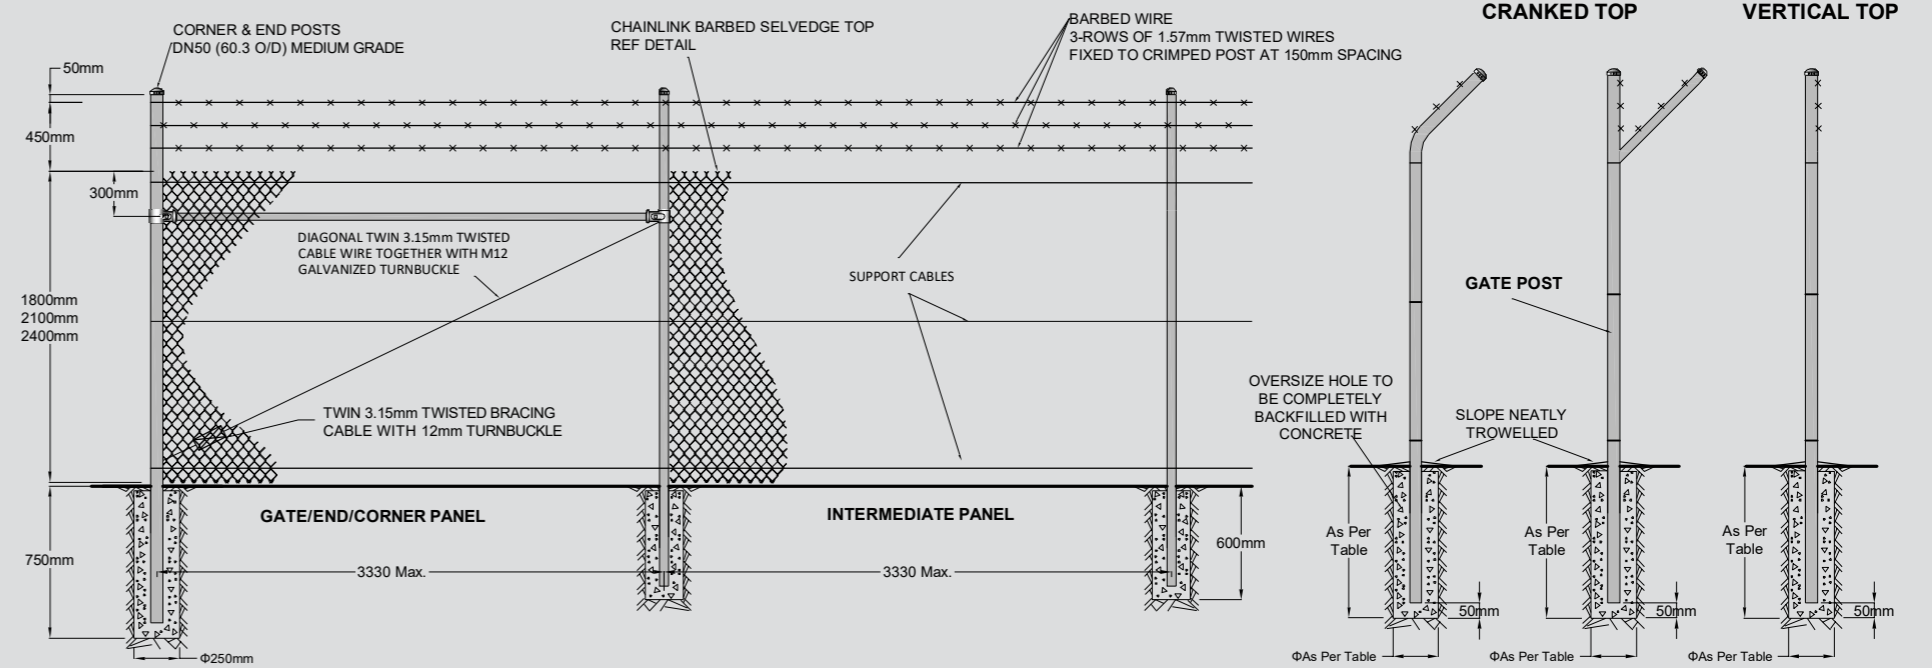 CRANKED TOP
VERTICAL TOP
CORNER & END POSTS
DN50 (60.3 O/D) MEDIUM GRADE
CHAINLINK BARBED SELVEDGE TOP
REF DETAIL
BARBED WIRE
3-ROWS OF 1.57mm TWISTED WIRES
FIXED TO CRIMPED POST AT 150mm SPACING
50mm
450mm
300mm
DIAGONAL TWIN 3.15mm TWISTED
CABLE WIRE TOGETHER WITH M12
GALVANIZED TURNBUCKLE
SUPPORT CABLES
1800mm
2100mm
2400mm
TWIN 3.15mm TWISTED BRACING
CABLE WITH 12mm TURNBUCKLE
GATE/END/CORNER PANEL
INTERMEDIATE PANEL
750mm
3330 Max.
3330 Max.
600mm
Φ250mm
GATE POST
OVERSIZE HOLE TO
BE COMPLETELY
BACKFILLED WITH
CONCRETE
SLOPE NEATLY
TROWELLED
As Per
Table
As Per
Table
As Per
Table
50mm
50mm
50mm
ΦAs Per Table
ΦAs Per Table
ΦAs Per Table